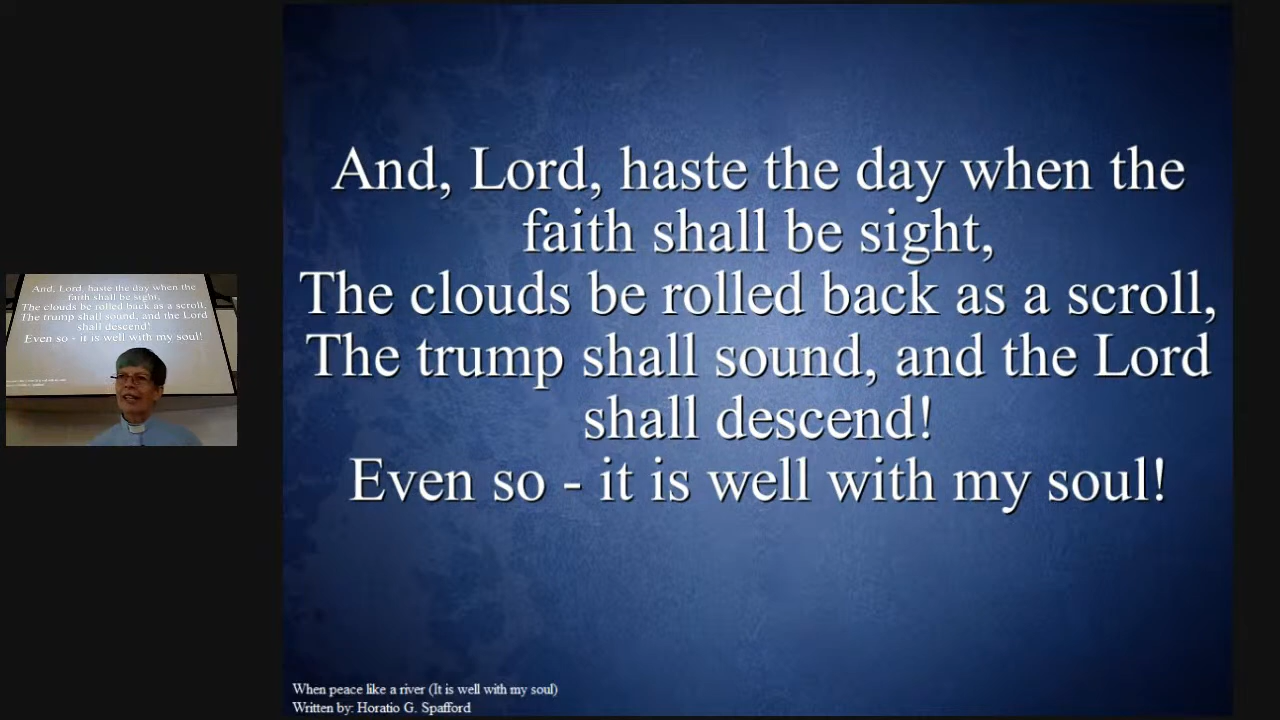 And, Lord, haste the day when the
faith shall be sight,
The clouds be rolled back as a scroll,
The trump shall sound, and the Lord
shall descend!
Even so - it is well with my soul!
When peace like a river (It is well with my soul)
Written by: Horatio G. Spafford
And, Lord, haste the day when the
faith shall be sight,
The clouds be rolled back as a scroll,
The trump shall sound, and the Lord
shall descend!
Even so - it is well with my soul!